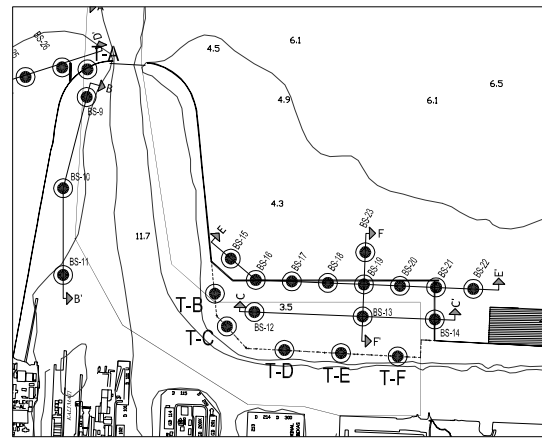 A
BS-26
D
T-A
B
BS-9
BS-10
BS-11
B'
4.5
6.1
4.9
6.1
6.5
4.3
11.7
E
BS-15
BS-16
BS-17
BS-18
BS-23
F
BS-19
BS-20
BS-21
BS-22
E
T-B
C
3.5
BS-12
BS-13
C'
BS-14
T-C
F'
T-D
T-E
T-F